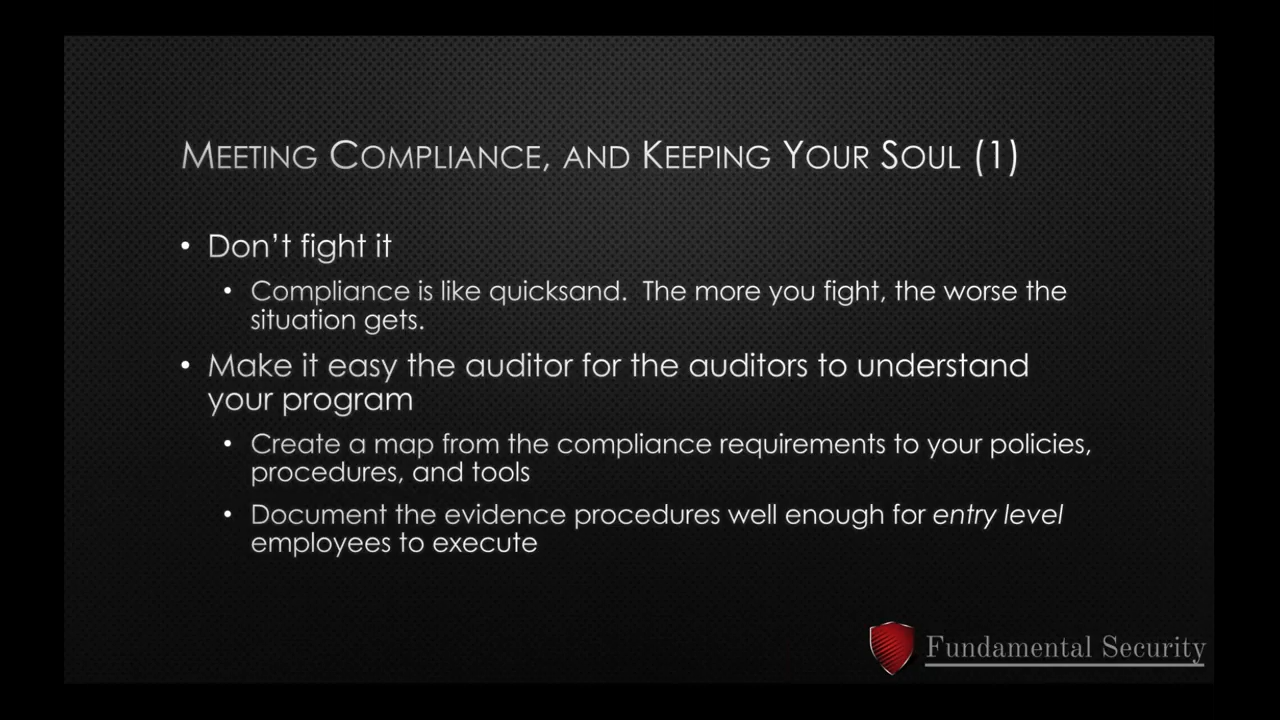 Meeting Compliance, and Keeping Your Soul (1)
• Don't fight it
• Compliance is like quicksand.  The more you fight, the worse the
situation gets.
• Make it easy the auditor for the auditors to understand
your program
• Create a map from the compliance requirements to your policies,
procedures, and tools
• Document the evidence procedures well enough for entry level
employees to execute
Fundamental Security